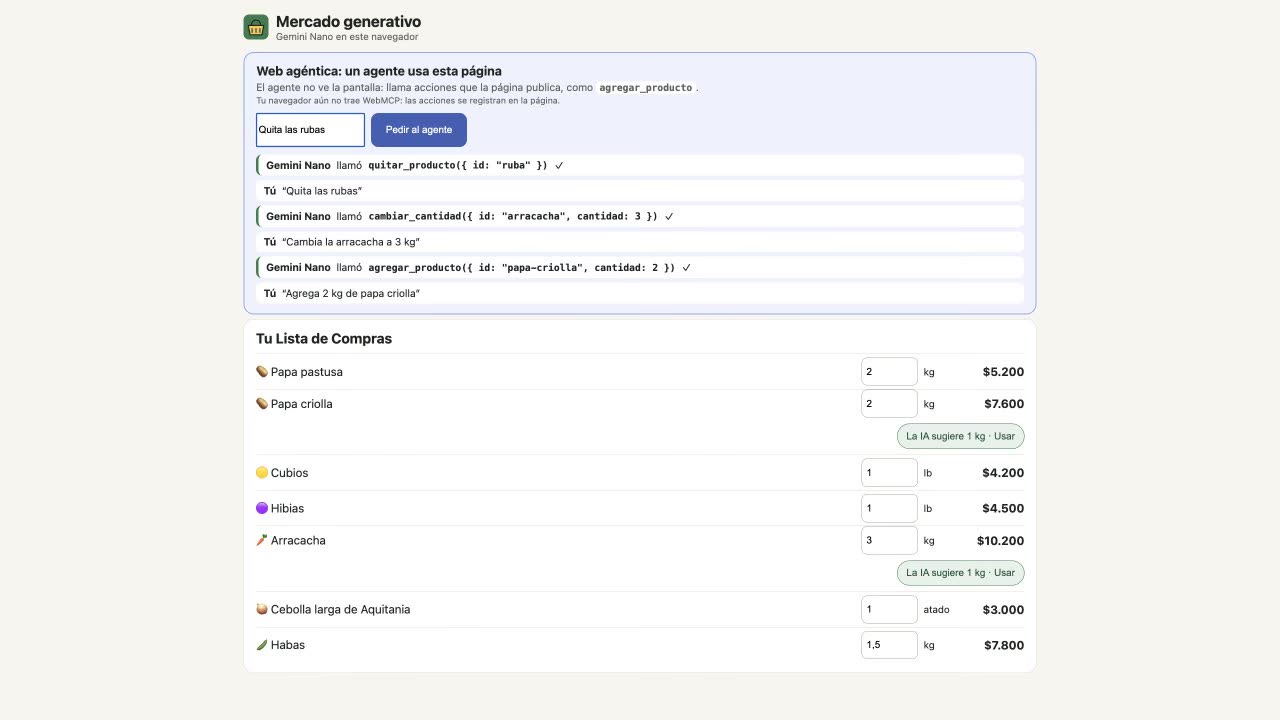 Mercado generativo
Gemini Nano en este navegador
Web agéntica: un agente usa esta página
El agente no ve la pantalla: llama acciones que la página publica, como agregar_producto .
Tu navegador aún no trae WebMCP: las acciones se registran en la página.
Quita las rubas Pedir al agente
Gemini Nano llamó quitar_producto({ id: "ruba" }) ✓
Tú “Quita las rubas”
Gemini Nano llamó cambiar_cantidad({ id: "arracacha", cantidad: 3 }) ✓
Tú “Cambia la arracacha a 3 kg”
Gemini Nano llamó agregar_producto({ id: "papa-criolla", cantidad: 2 }) ✓
Tú “Agrega 2 kg de papa criolla”
Tu Lista de Compras
Papa pastusa 2 kg $5.200
Papa criolla 2 kg $7.600
La IA sugiere 1 kg · Usar
Cubios 1 lb $4.200
Hibias 1 lb $4.500
Arracacha 3 kg $10.200
La IA sugiere 1 kg · Usar
Cebolla larga de Aquitania 1 atado $3.000
Habas 1,5 kg $7.800